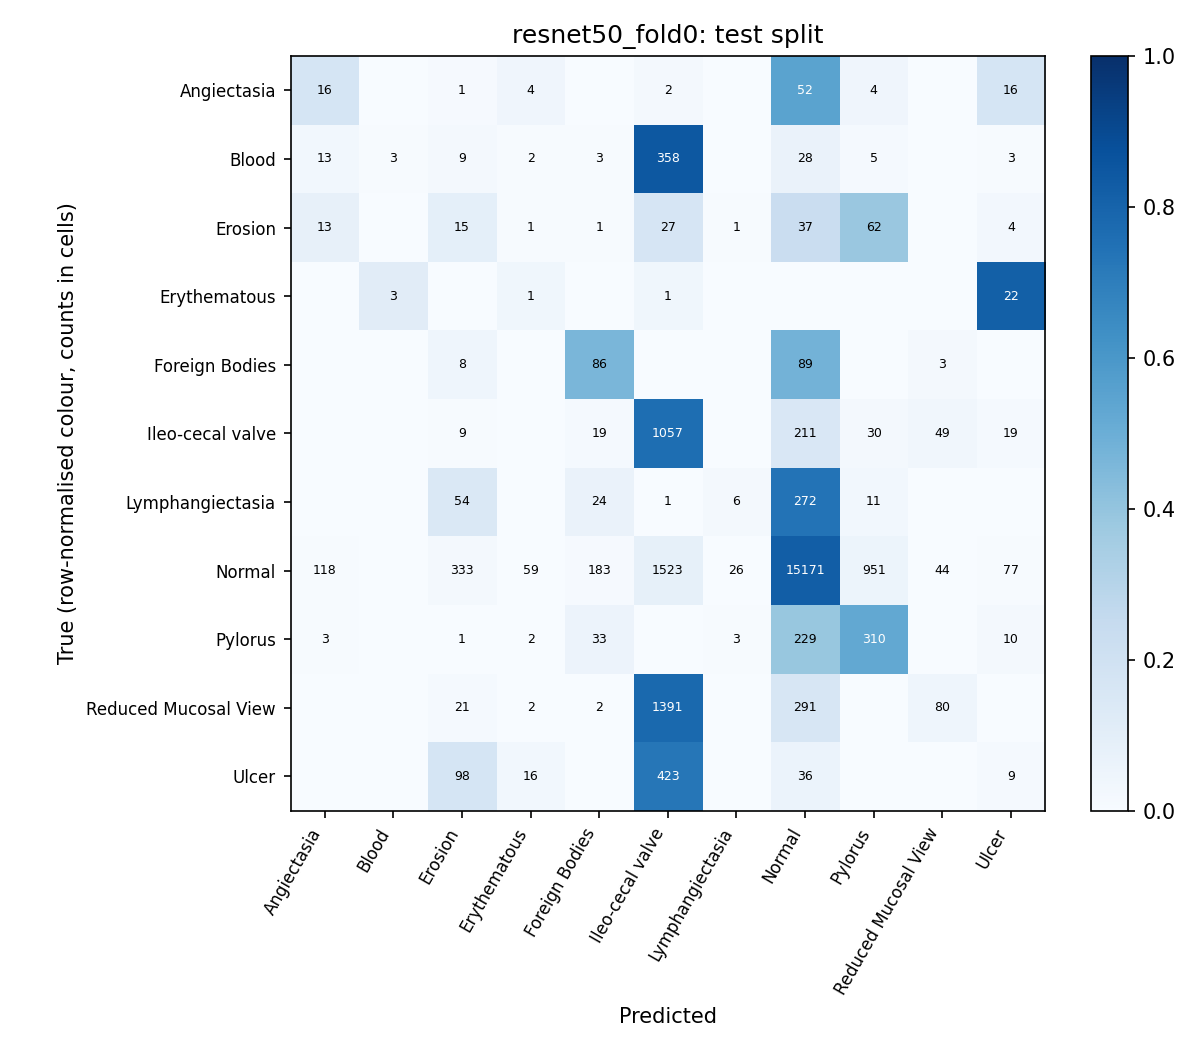 resnet50_fold0: test split
Angiectasia 16 1 4 2 52 4 16
Blood 13 3 9 2 3 358 28 5 3
Erosion 13 15 1 1 27 1 37 62 4
Erythematous 3 1 1 22
Foreign Bodies 8 86 89 3
Ileo-cecal valve 9 19 1057 211 30 49 19
Lymphangiectasia 54 24 1 6 272 11
Normal 118 333 59 183 1523 26 15171 951 44 77
Pylorus 3 1 2 33 3 229 310 10
Reduced Mucosal View 21 2 2 1391 291 80
Ulcer 98 16 423 36 9
True (row-normalised colour, counts in cells)
Angiectasia
Blood
Erosion
Erythematous
Foreign Bodies
Ileo-cecal valve
Lymphangiectasia
Normal
Pylorus
Reduced Mucosal View
Ulcer
Predicted
1.0
0.8
0.6
0.4
0.2
0.0